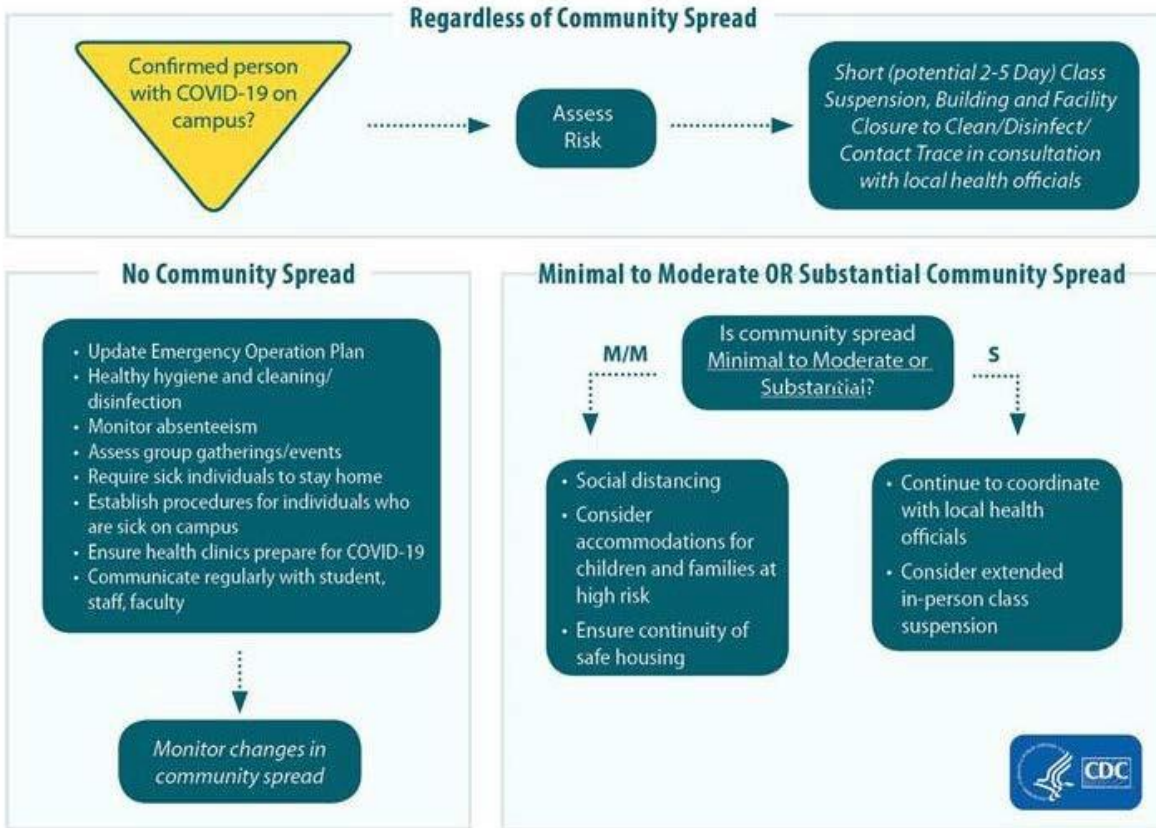 Regardless of Community Spread
Confirmed person
with COVID-19 on
campus?
Assess
Risk
Short (potential 2-5 Day) Class
Suspension, Building and Facility
Closure to Clean/Disinfect/
Contact Trace in consultation
with local health officials
No Community Spread
• Update Emergency Operation Plan
• Healthy hygiene and cleaning/
disinfection
• Monitor absenteeism
• Assess group gatherings/events
• Require sick individuals to stay home
• Establish procedures for individuals who
are sick on campus
• Ensure health clinics prepare for COVID-19
• Communicate regularly with student,
staff, faculty
Monitor changes in
community spread
Minimal to Moderate OR Substantial Community Spread
Is community spread
Minimal to Moderate or
Substantial?
M/M
S
• Social distancing
• Consider
accommodations for
children and families at
high risk
• Ensure continuity of
safe housing
• Continue to coordinate
with local health
officials
• Consider extended
in-person class
suspension
CDC